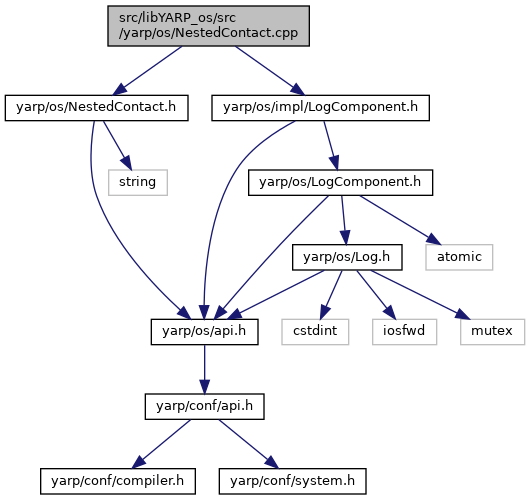 src/libYARP_os/src
/yarp/os/NestedContact.cpp
yarp/os/NestedContact.h
yarp/os/impl/LogComponent.h
string
yarp/os/LogComponent.h
yarp/os/Log.h
atomic
yarp/os/api.h
cstdint
iosfwd
mutex
yarp/conf/api.h
yarp/conf/compiler.h
yarp/conf/system.h